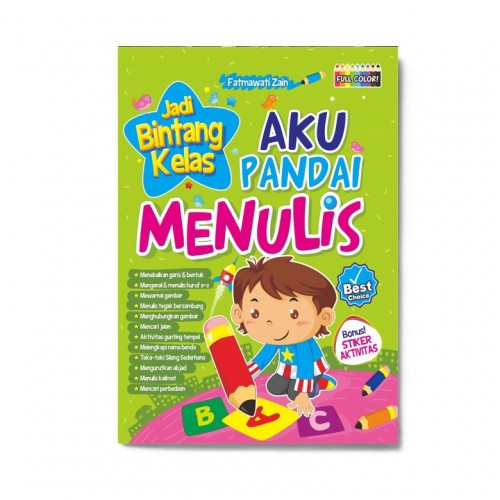 Fatmawati Zain
FULL COLOR!
Jadi
Bintang
Kelas
AKU
PANDAI
MENULIS
Menebalkan garis & bentuk
Mengenal & menulis huruf a-z
Mewarnai gambar
Menulis tegak bersambung
Menghubungkan gambar
Mencari jalan
Aktivitas gunting tempel
Melengkapi nama benda
Teka-teki Silang Sederhana
Mengurutkan abjad
Menulis kalimat
Mencari perbedaan
Best
Choice
Bonus!
STIKER
AKTIVITAS
B
A
C